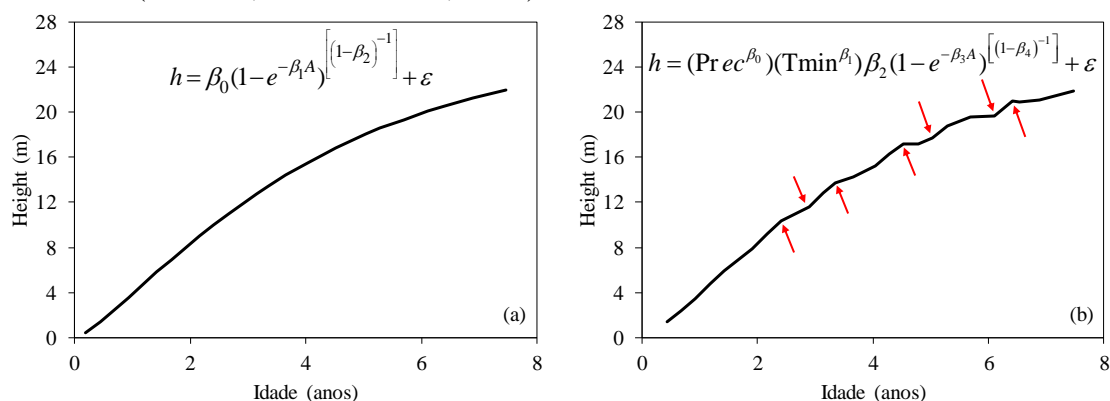 28
24
20
16
12
8
4
0
Height (m)
h = β₀(1−e^{−β₁A})^{[(1−β₂)^{−1}]} + ε
(a)
0 2 4 6 8
Idade (anos)
28
24
20
16
12
8
4
0
Height (m)
h = (Prec^{β₀})(Tmin^{β₁})β₂(1−e^{−β₃A})^{[(1−β₄)^{−1}]} + ε
(b)
0 2 4 6 8
Idade (anos)